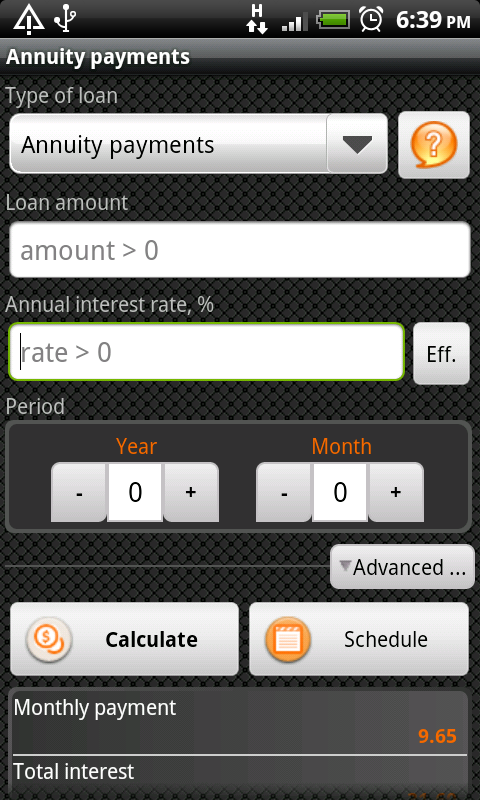 H
6:39 PM
Annuity payments
Type of loan
Annuity payments
?
Loan amount
amount > 0
Annual interest rate, %
rate > 0
Eff.
Period
Year
Month
- 0 +
- 0 +
Advanced ...
$
Calculate
Schedule
Monthly payment
9.65
Total interest